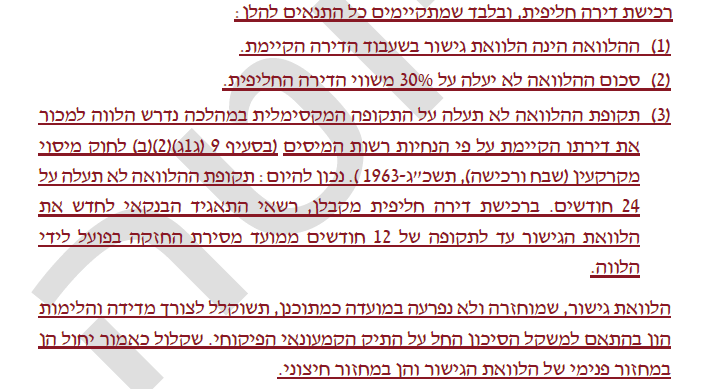 רכישת דירה חליפית, ובלבד שמתקיימים כל התנאים להלן:
(1) ההלוואה הינה הלוואת גישור בשעבוד הדירה הקיימת.
(2) סכום ההלוואה לא יעלה על 30% משווי הדירה החליפית.
(3) תקופת ההלוואה לא תעלה על התקופה המקסימלית במהלכה נדרש הלווה למכור
את דירתו הקיימת על פי הנחיות רשות המיסים (בסעיף 9 (ג1ג)(2)(ב) לחוק מיסוי
מקרקעין (שבח ורכישה), תשכ״ג-1963). נכון להיום: תקופת ההלוואה לא תעלה על
24 חודשים. ברכישת דירה חליפית מקבלן, רשאי התאגיד הבנקאי לחדש את
הלוואת הגישור עד לתקופה של 12 חודשים ממועד מסירת החזקה בפועל לידי
הלווה.
הלוואת גישור, שמוחזרה ולא נפרעה במועדה כמתוכנן, תשוקלל לצורך מדידה והלימות
הון בהתאם למשקל הסיכון החל על התיק הקמעונאי הפיקוחי. שקלול כאמור יחול הן
במחזור פנימי של הלוואת הגישור והן במחזור חיצוני.